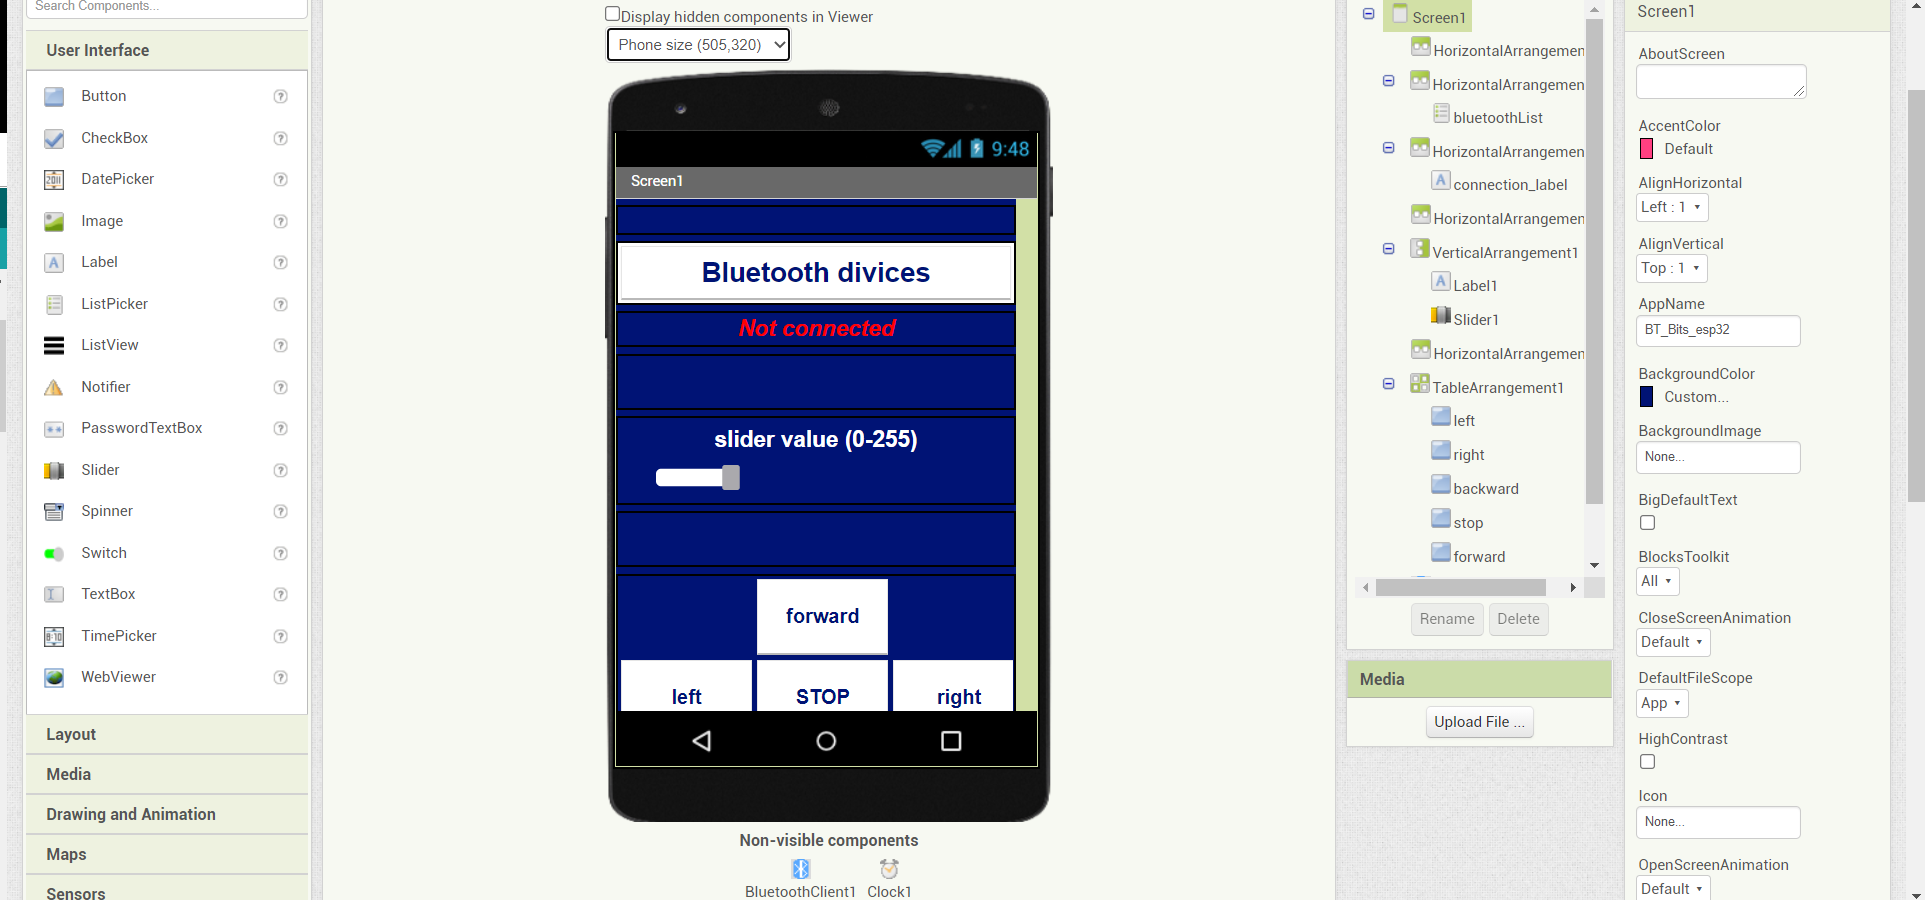 Search Components...
User Interface
Button
CheckBox
DatePicker
Image
Label
ListPicker
ListView
Notifier
PasswordTextBox
Slider
Spinner
Switch
TextBox
TimePicker
WebViewer
Layout
Media
Drawing and Animation
Maps
Sensors
Display hidden components in Viewer
Phone size (505,320)
9:48
Screen1
Bluetooth divices
Not connected
slider value (0-255)
forward
left STOP right
Non-visible components
BluetoothClient1 Clock1
Screen1
HorizontalArrangemen
HorizontalArrangemen
bluetoothList
HorizontalArrangemen
connection_label
HorizontalArrangemen
VerticalArrangement1
Label1
Slider1
HorizontalArrangemen
TableArrangement1
left
right
backward
stop
forward
Rename Delete
Media
Upload File ...
Screen1
AboutScreen
AccentColor
Default
AlignHorizontal
Left : 1
AlignVertical
Top : 1
AppName
BT_Bits_esp32
BackgroundColor
Custom...
BackgroundImage
None...
BigDefaultText
BlocksToolkit
All
CloseScreenAnimation
Default
DefaultFileScope
App
HighContrast
Icon
None...
OpenScreenAnimation
Default